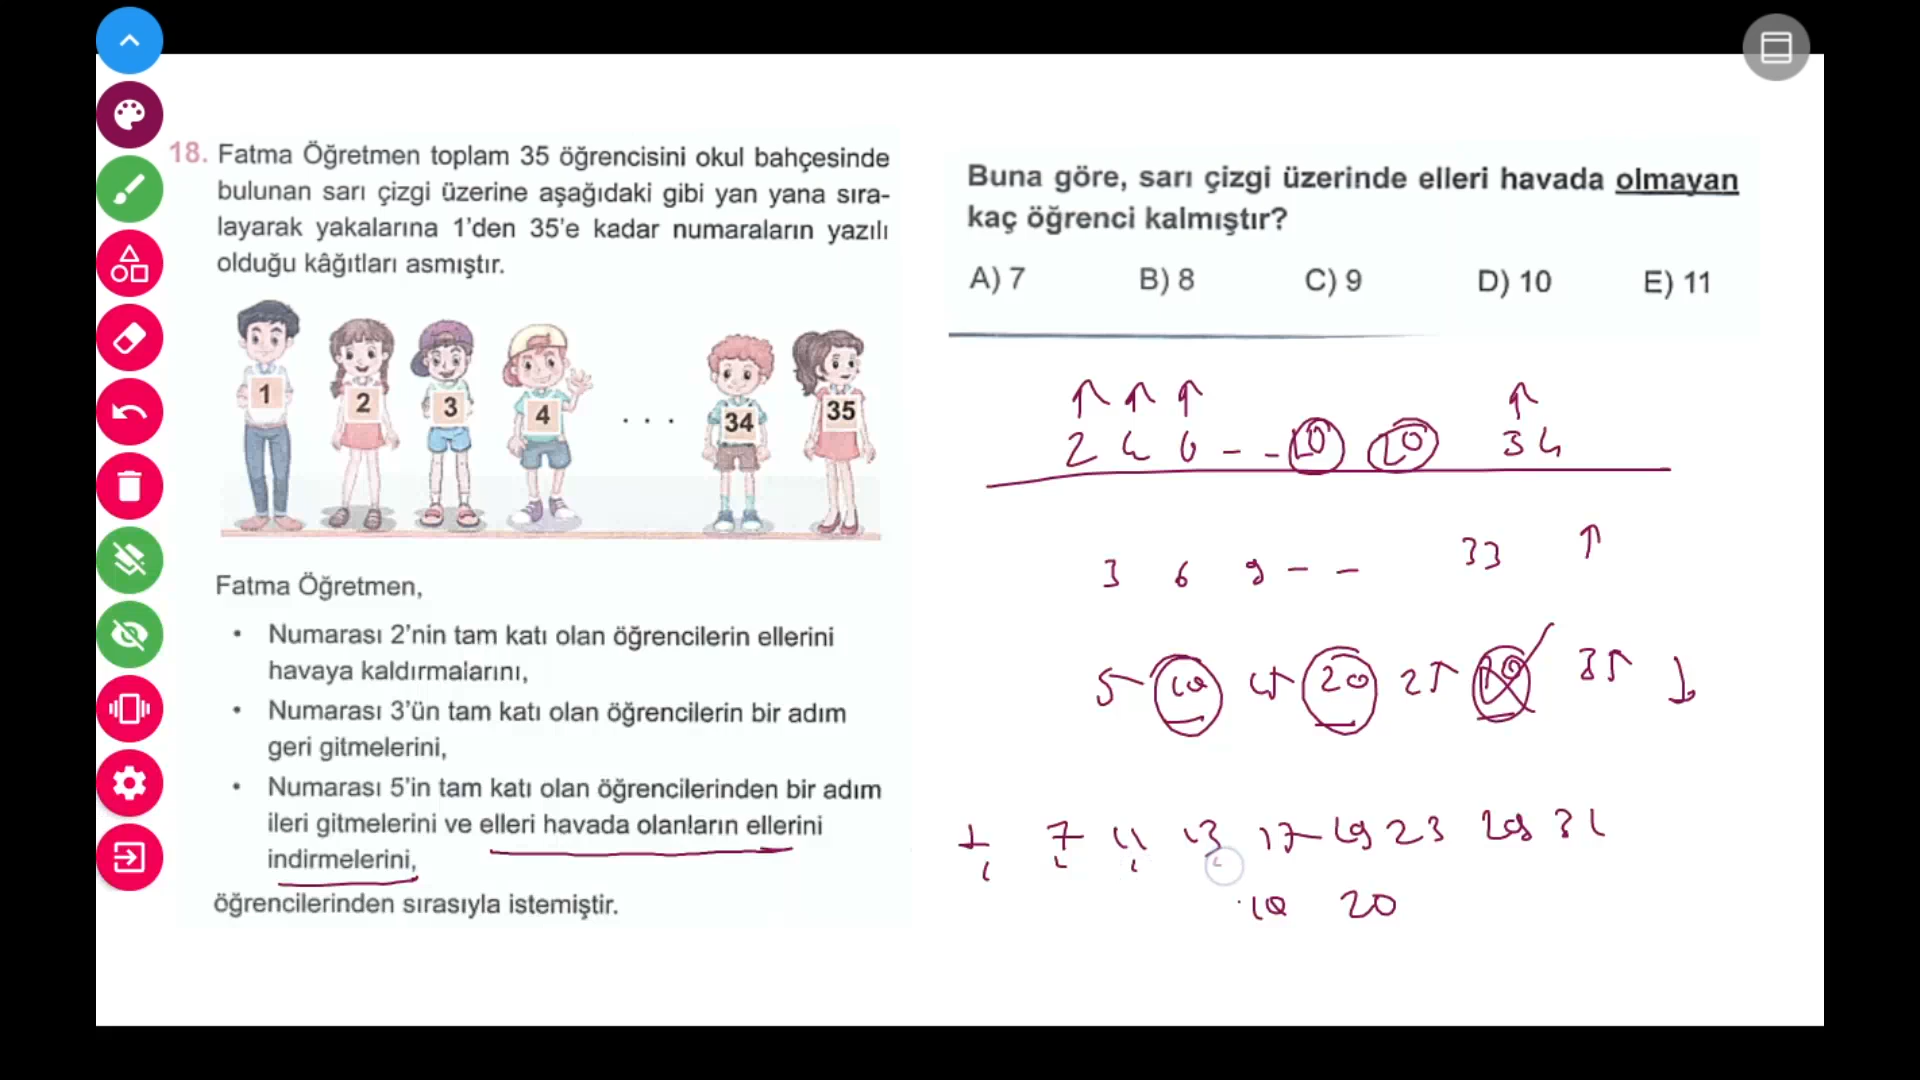 18. Fatma Öğretmen toplam 35 öğrencisini okul bahçesinde
bulunan sarı çizgi üzerine aşağıdaki gibi yan yana sıra-
layarak yakalarına 1'den 35'e kadar numaraların yazılı
olduğu kâğıtları asmıştır.
1 2 3 4 . . . 34 35
Fatma Öğretmen,
• Numarası 2'nin tam katı olan öğrencilerin ellerini
havaya kaldırmalarını,
• Numarası 3'ün tam katı olan öğrencilerin bir adım
geri gitmelerini,
• Numarası 5'in tam katı olan öğrencilerinden bir adım
ileri gitmelerini ve elleri havada olanların ellerini
indirmelerini,
öğrencilerinden sırasıyla istemiştir.
Buna göre, sarı çizgi üzerinde elleri havada olmayan
kaç öğrenci kalmıştır?
A) 7 B) 8 C) 9 D) 10 E) 11
2 4 6 - - 10 20 34
3 6 9 - - 33
5 10 15 20 25 30 35
1 7 11 13 17 19 23 29 31
10 20